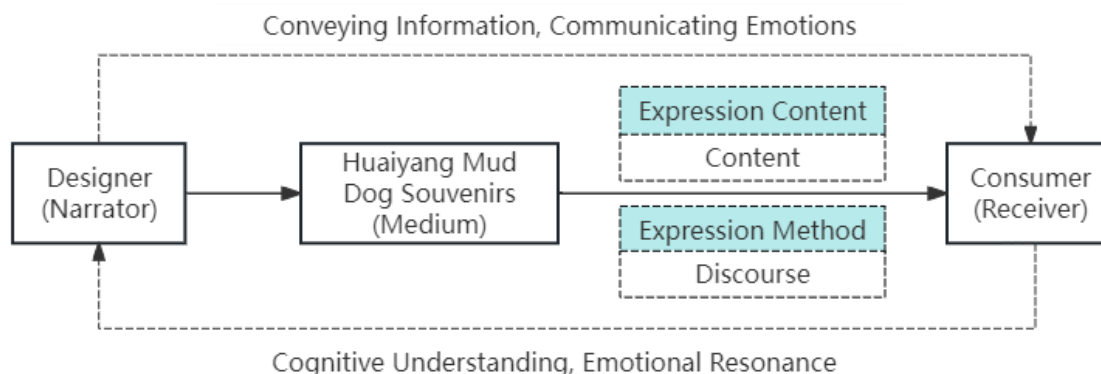 Conveying Information, Communicating Emotions
Designer
(Narrator)
Huaiyang Mud
Dog Souvenirs
(Medium)
Expression Content
Content
Expression Method
Discourse
Consumer
(Receiver)
Cognitive Understanding, Emotional Resonance